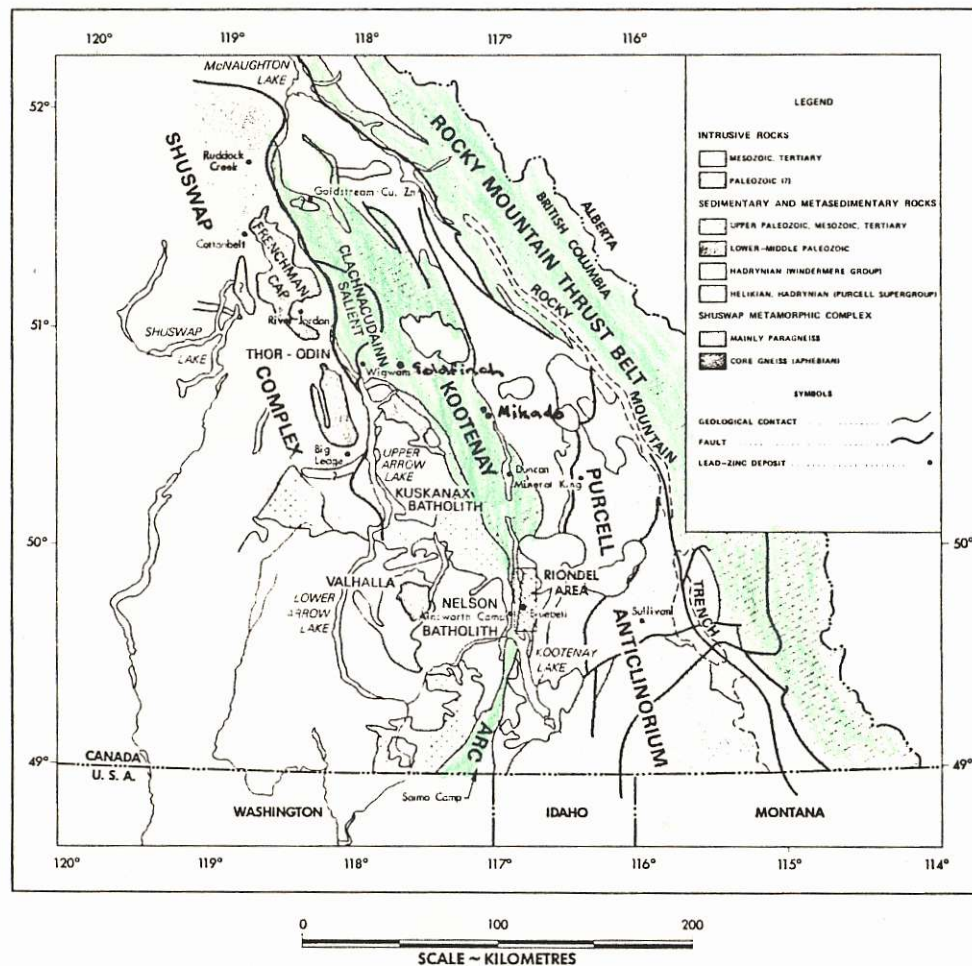 120° 119° 118° 117° 116°
McNAUGHTON
LAKE
52°
SHUSWAP
COMPLEX
Ruddock
Creek
Goldstream-Cu, Zn
Cottonbelt
FRENCHMAN
CAP
CLACHNACUDAINN
SALIENT
River Jordon
51°
SHUSWAP
LAKE
THOR - ODIN
Wigwam
Goldfinch
Mikado
KOOTENAY
ARC
Big
Ledge
UPPER
ARROW
LAKE
Duncan
Mineral King
KUSKANAX
BATHOLITH
PURCELL
ANTICLINORIUM
ROCKY MOUNTAIN THRUST BELT
BRITISH COLUMBIA
ALBERTA
ROCKY MOUNTAIN
TRENCH
50° 50°
VALHALLA
RIONDEL
AREA
LOWER
ARROW
LAKE
NELSON
BATHOLITH
Ainsworth Camp
Bluebell
Sullivan
KOOTENAY
LAKE
49° 49°
CANADA
U. S. A.
Salmo Camp
WASHINGTON IDAHO MONTANA
120° 119° 118° 117° 116° 115° 114°
LEGEND
INTRUSIVE ROCKS
MESOZOIC, TERTIARY
PALEOZOIC (?)
SEDIMENTARY AND METASEDIMENTARY ROCKS
UPPER PALEOZOIC, MESOZOIC, TERTIARY
LOWER-MIDDLE PALEOZOIC
HADRYNIAN (WINDERMERE GROUP)
HELIKIAN, HADRYNIAN (PURCELL SUPERGROUP)
SHUSWAP METAMORPHIC COMPLEX
MAINLY PARAGNEISS
CORE GNEISS (APHEBIAN)
SYMBOLS
GEOLOGICAL CONTACT
FAULT
LEAD-ZINC DEPOSIT
0 100 200
SCALE ~ KILOMETRES